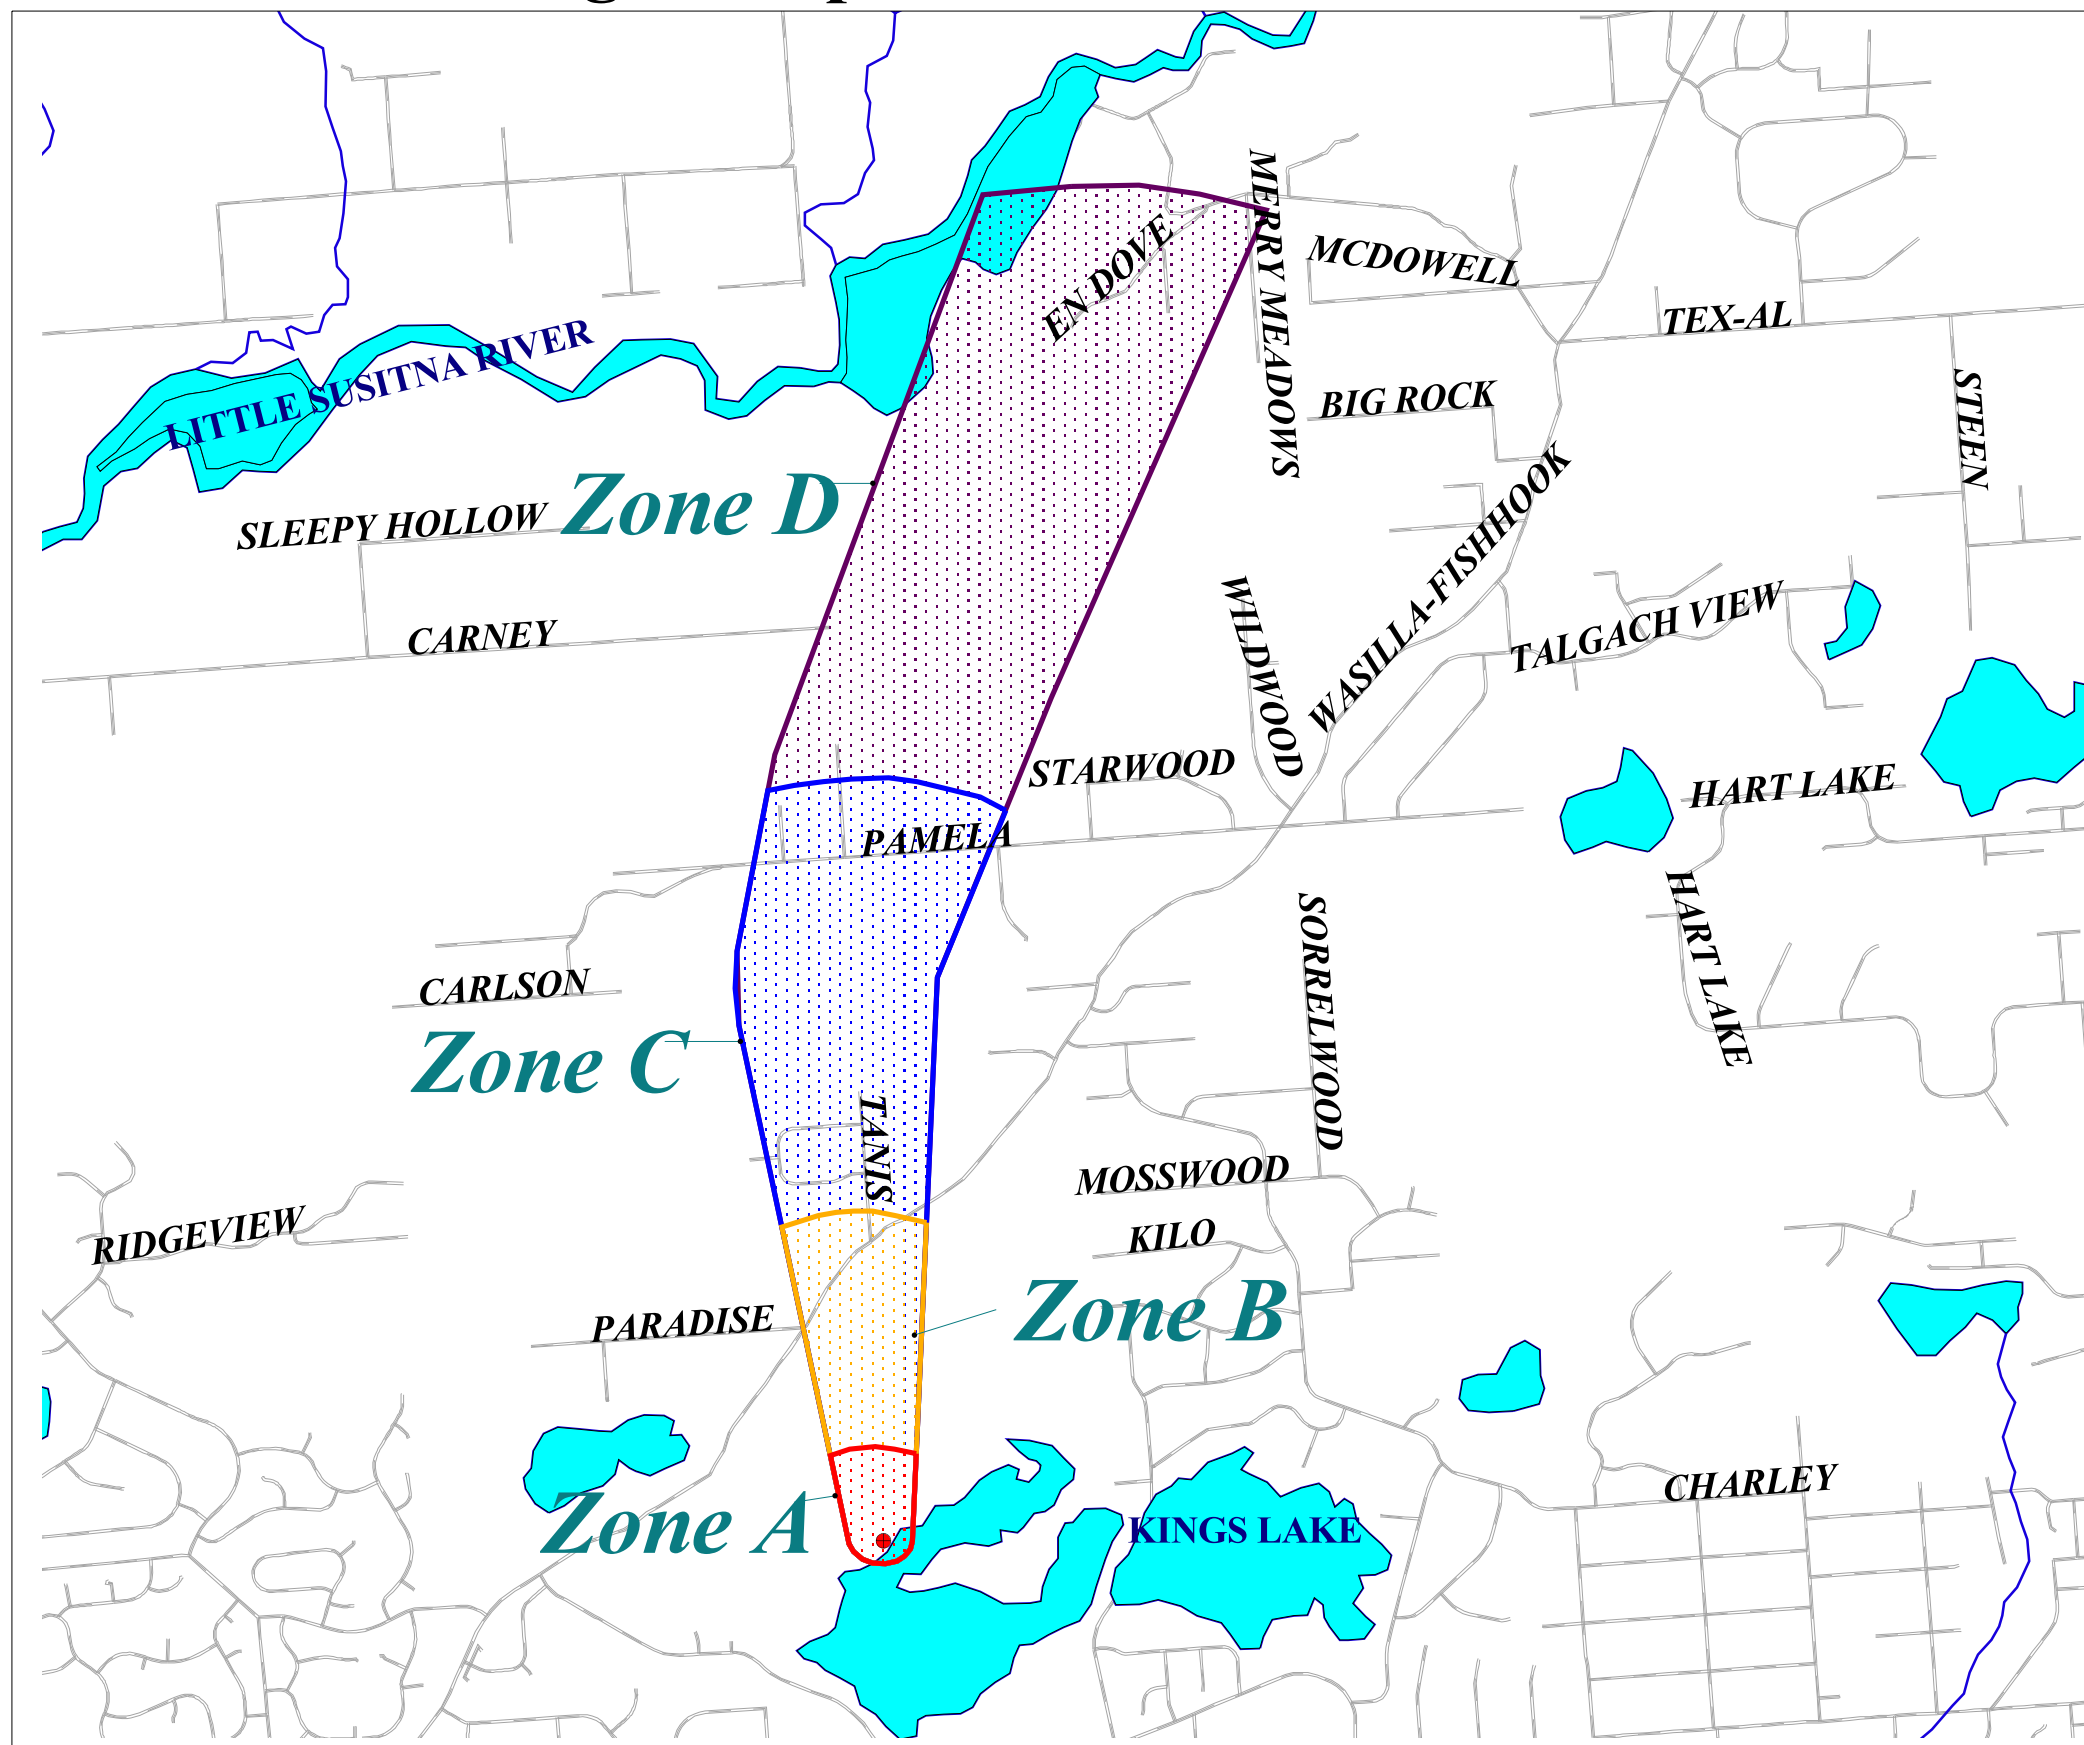 MERRY MEADOWS
EN DOVE
MCDOWELL
TEX-AL
LITTLE SUSITNA RIVER
BIG ROCK
STEEN
Zone D
SLEEPY HOLLOW
WASILLA-FISHHOOK
CARNEY
WILDWOOD
TALGACH VIEW
STARWOOD
HART LAKE
PAMELA
HART LAKE
SORRELWOOD
CARLSON
Zone C
TANIS
MOSSWOOD
RIDGEVIEW
KILO
Zone B
PARADISE
CHARLEY
Zone A
KINGS LAKE